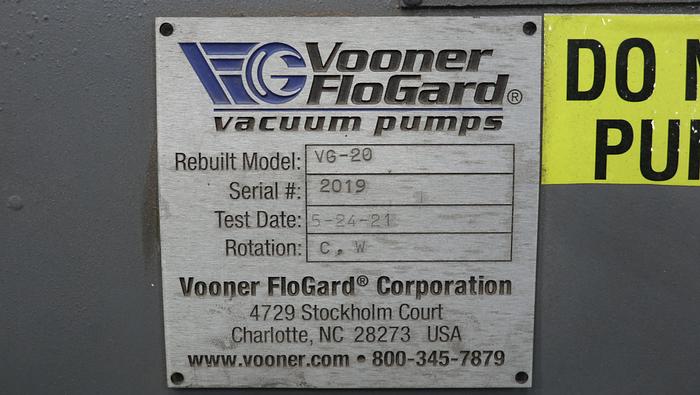 Vooner
FloGard®
vacuum pumps
Rebuilt Model: VG-20
Serial #: 2019
Test Date: 5-24-21
Rotation: C.W
Vooner FloGard® Corporation
4729 Stockholm Court
Charlotte, NC 28273 USA
www.vooner.com • 800-345-7879
DO